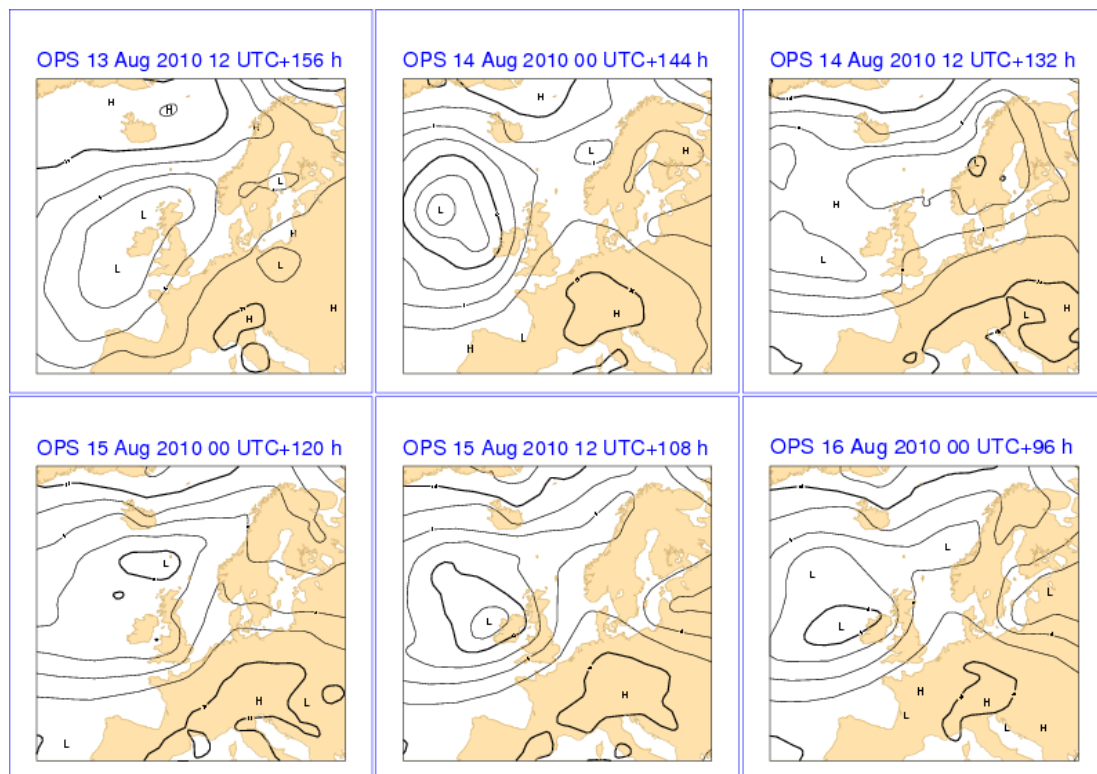 OPS 13 Aug 2010 12 UTC+156 h
OPS 14 Aug 2010 00 UTC+144 h
OPS 14 Aug 2010 12 UTC+132 h
H
H
H
L
H
L
L
H
L
H
H
L
L
H
H
H
L
L
H
L
L
H
H
OPS 15 Aug 2010 00 UTC+120 h
OPS 15 Aug 2010 12 UTC+108 h
OPS 16 Aug 2010 00 UTC+96 h
L
H
L
L
L
H
L
L
L
L
H
H
L
L
H